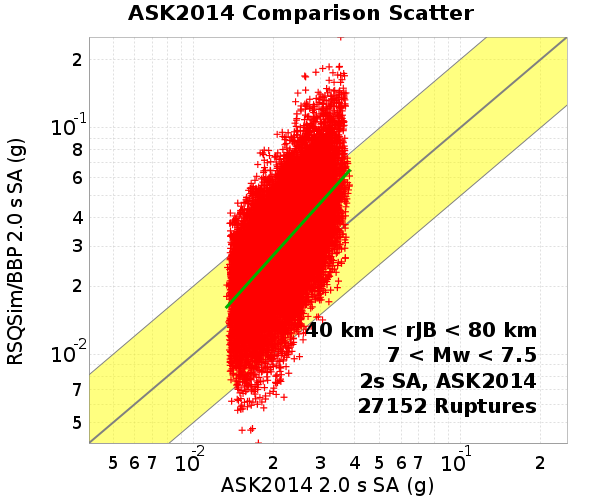 ASK2014 Comparison Scatter
RSQSim/BBP 2.0 s SA (g)
2
10-1
8
6
4
3
2
10-2
7
5
40 km < rJB < 80 km
7 < Mw < 7.5
2s SA, ASK2014
27152 Ruptures
5 6 7 10-2 2 3 4 5 6 7 10-1 2
ASK2014 2.0 s SA (g)